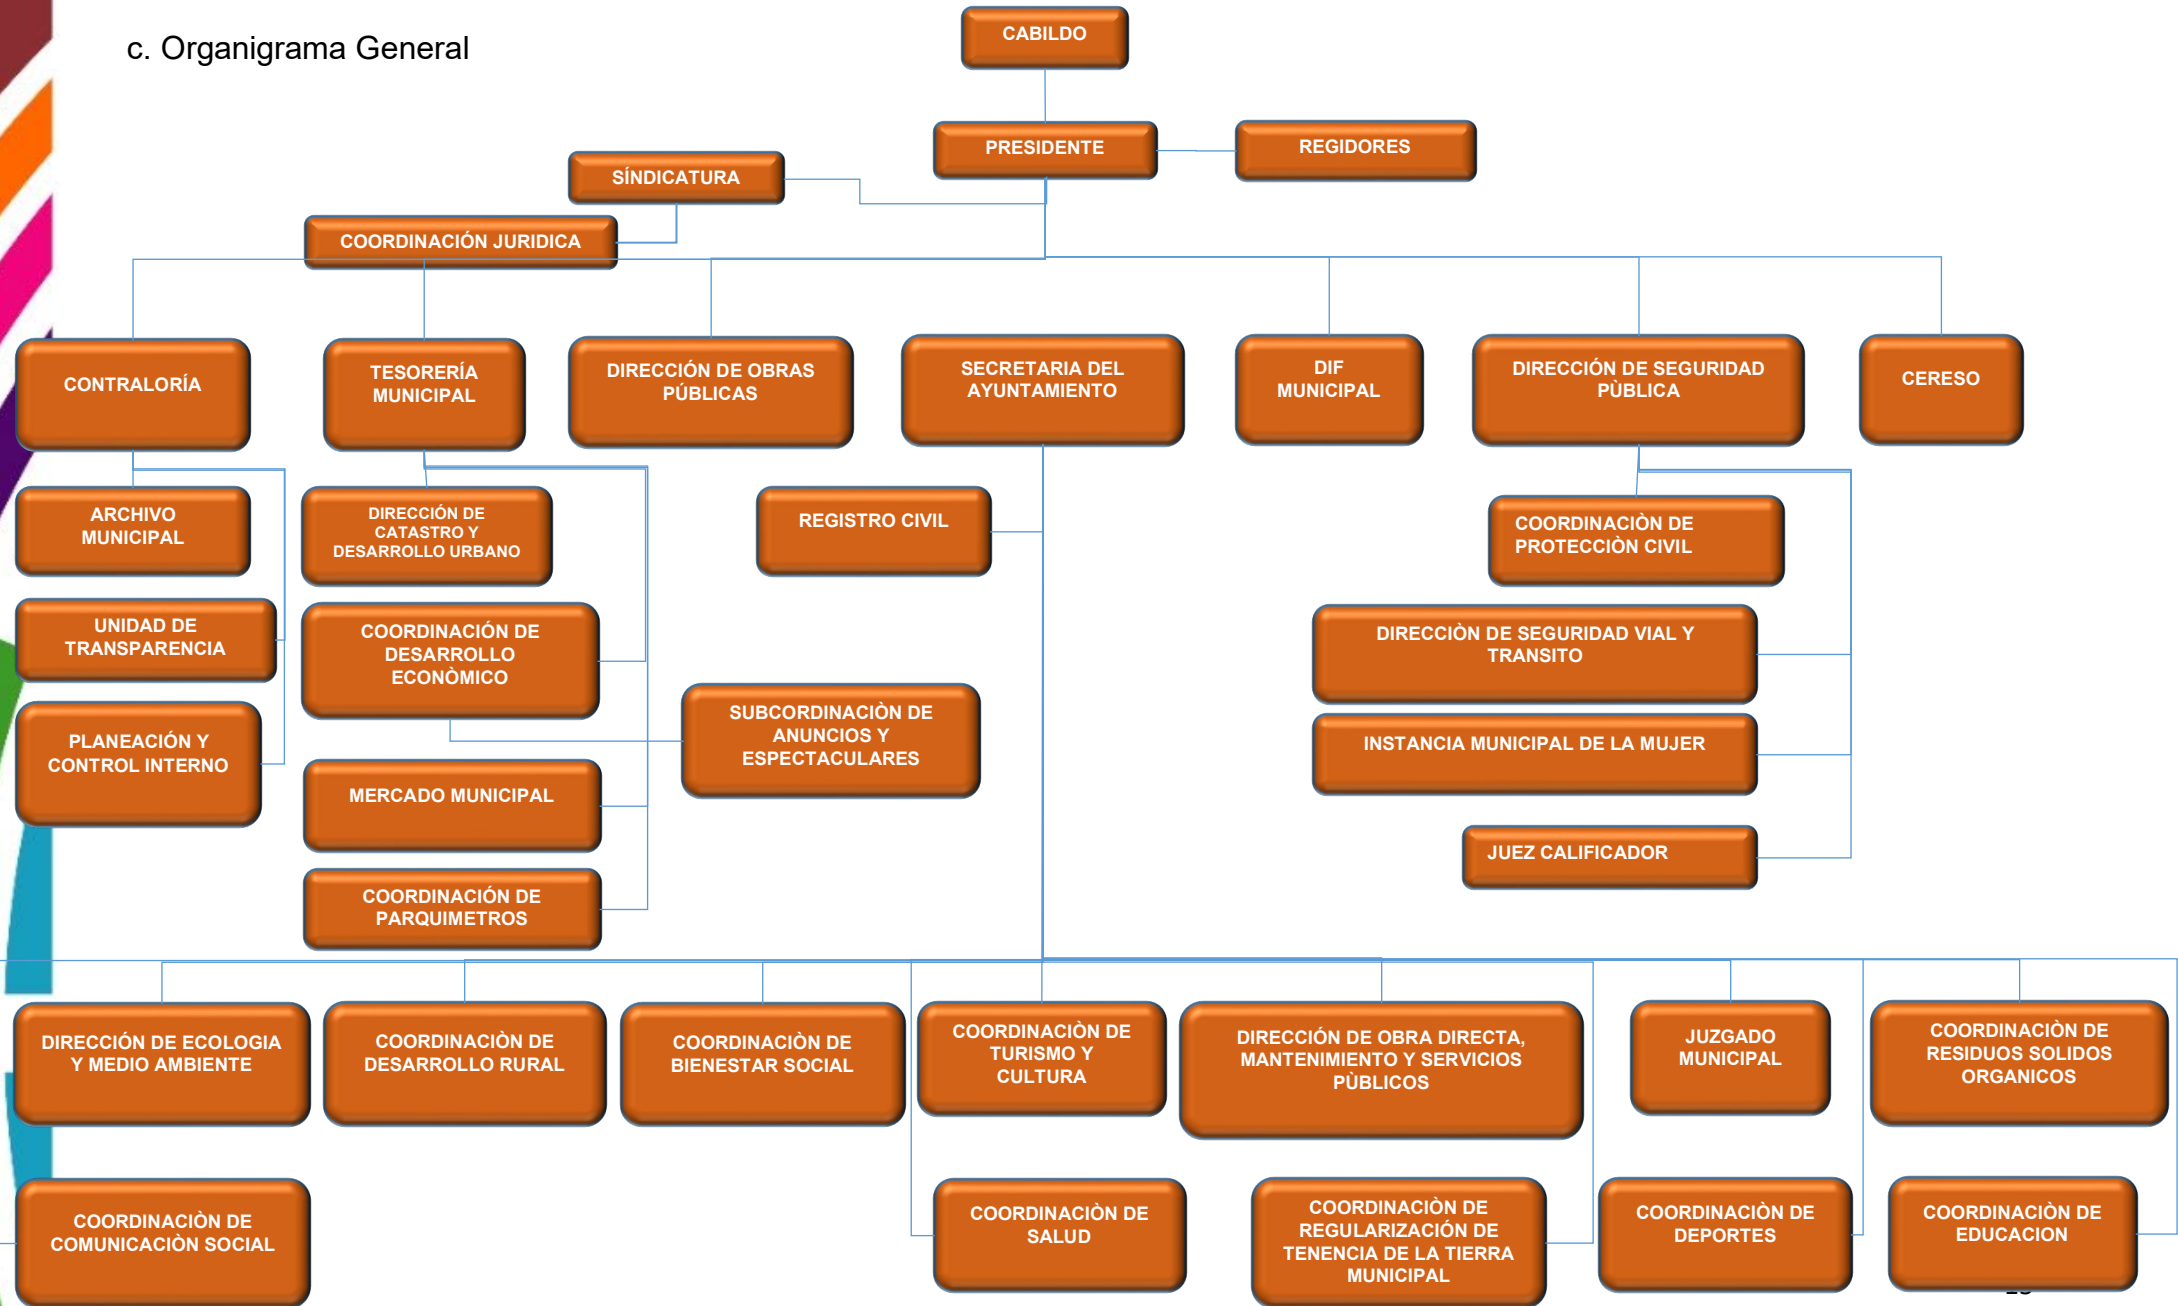 c. Organigrama General
CABILDO
PRESIDENTE
REGIDORES
SÍNDICATURA
COORDINACIÓN JURIDICA
CONTRALORÍA
TESORERÍA
MUNICIPAL
DIRECCIÓN DE OBRAS
PÚBLICAS
SECRETARIA DEL
AYUNTAMIENTO
DIF
MUNICIPAL
DIRECCIÓN DE SEGURIDAD
PÙBLICA
CERESO
ARCHIVO
MUNICIPAL
DIRECCIÓN DE
CATASTRO Y
DESARROLLO URBANO
REGISTRO CIVIL
COORDINACIÒN DE
PROTECCIÒN CIVIL
UNIDAD DE
TRANSPARENCIA
COORDINACIÓN DE
DESARROLLO
ECONÒMICO
DIRECCIÒN DE SEGURIDAD VIAL Y
TRANSITO
PLANEACIÓN Y
CONTROL INTERNO
SUBCORDINACIÒN DE
ANUNCIOS Y
ESPECTACULARES
INSTANCIA MUNICIPAL DE LA MUJER
MERCADO MUNICIPAL
JUEZ CALIFICADOR
COORDINACIÓN DE
PARQUIMETROS
DIRECCIÓN DE ECOLOGIA
Y MEDIO AMBIENTE
COORDINACIÒN DE
DESARROLLO RURAL
COORDINACIÒN DE
BIENESTAR SOCIAL
COORDINACIÒN DE
TURISMO Y
CULTURA
DIRECCIÓN DE OBRA DIRECTA,
MANTENIMIENTO Y SERVICIOS
PÙBLICOS
JUZGADO
MUNICIPAL
COORDINACIÒN DE
RESIDUOS SOLIDOS
ORGANICOS
COORDINACIÒN DE
COMUNICACIÒN SOCIAL
COORDINACIÒN DE
SALUD
COORDINACIÒN DE
REGULARIZACIÓN DE
TENENCIA DE LA TIERRA
MUNICIPAL
COORDINACIÒN DE
DEPORTES
COORDINACIÒN DE
EDUCACION